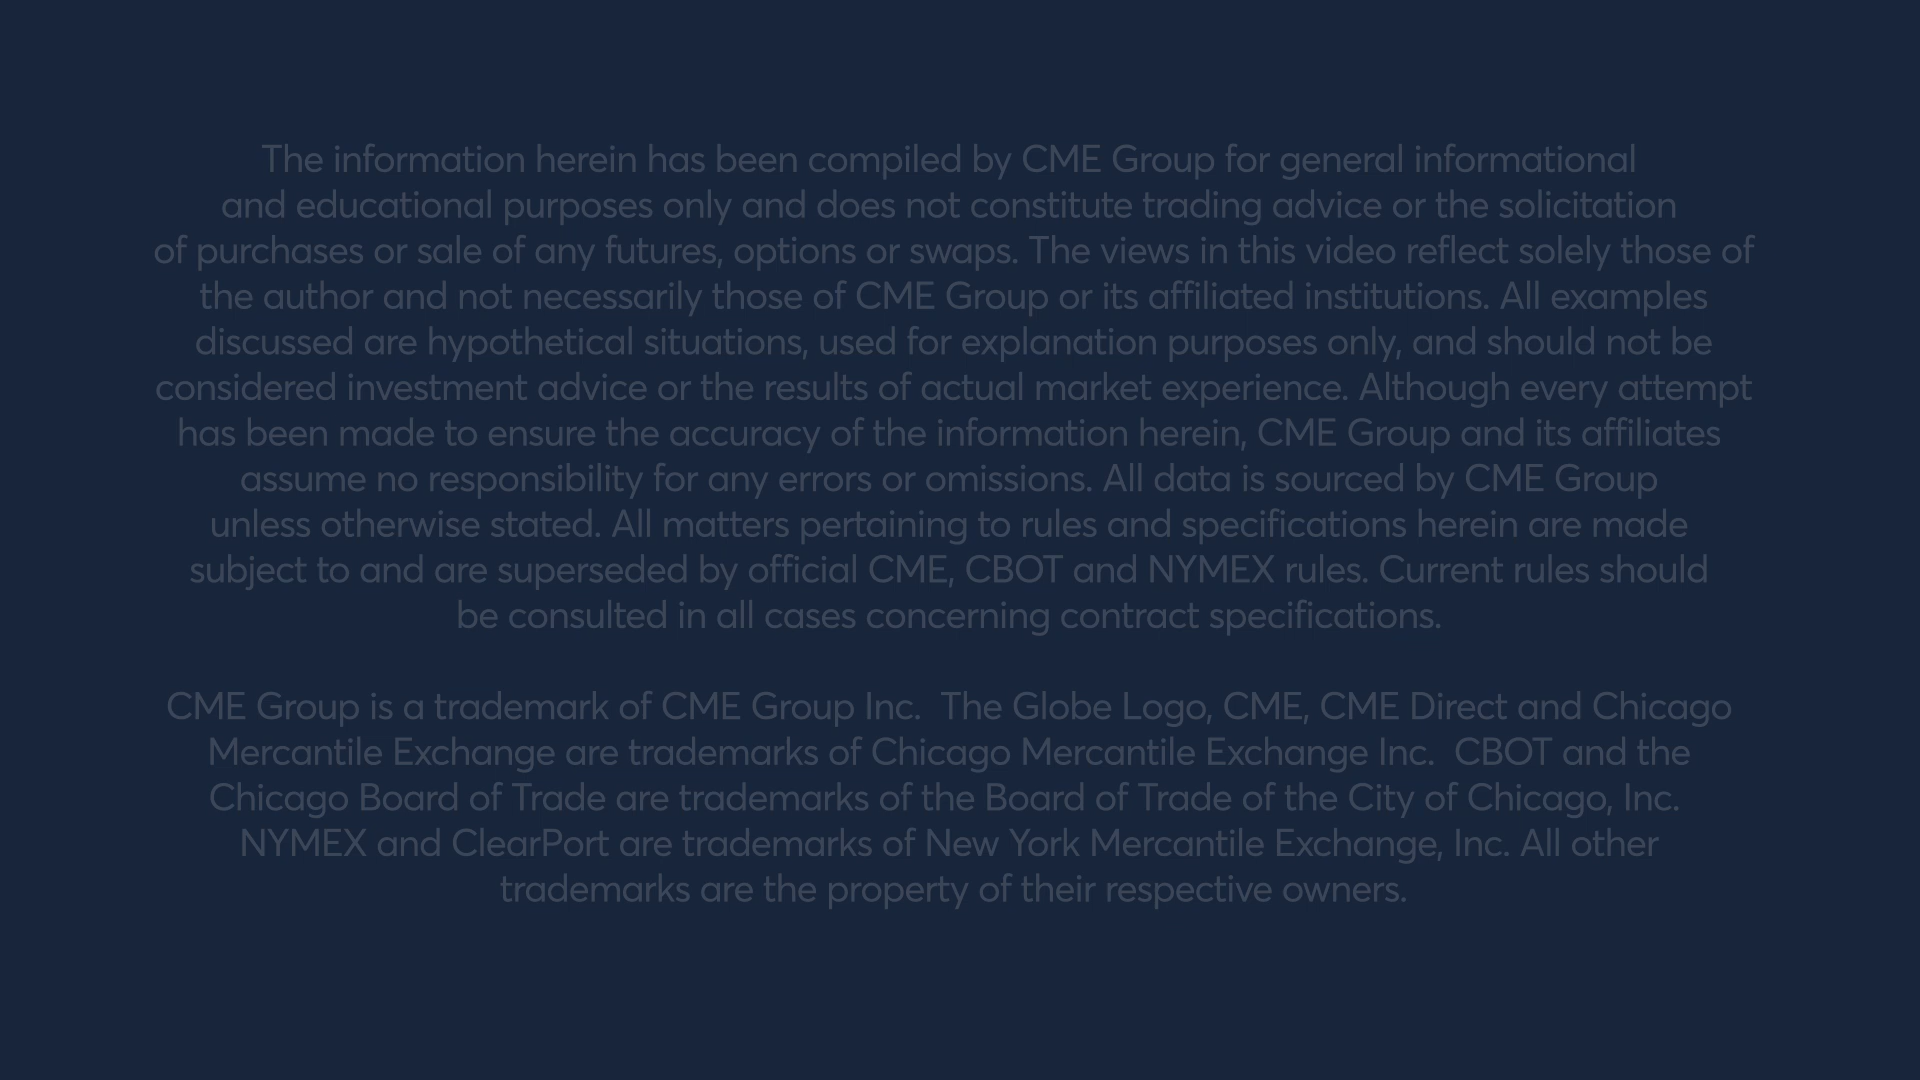 The information herein has been compiled by CME Group for general informational
and educational purposes only and does not constitute trading advice or the solicitation
of purchases or sale of any futures, options or swaps. The views in this video reflect solely those of
the author and not necessarily those of CME Group or its affiliated institutions. All examples
discussed are hypothetical situations, used for explanation purposes only, and should not be
considered investment advice or the results of actual market experience. Although every attempt
has been made to ensure the accuracy of the information herein, CME Group and its affiliates
assume no responsibility for any errors or omissions. All data is sourced by CME Group
unless otherwise stated. All matters pertaining to rules and specifications herein are made
subject to and are superseded by official CME, CBOT and NYMEX rules. Current rules should
be consulted in all cases concerning contract specifications.
CME Group is a trademark of CME Group Inc.  The Globe Logo, CME, CME Direct and Chicago
Mercantile Exchange are trademarks of Chicago Mercantile Exchange Inc.  CBOT and the
Chicago Board of Trade are trademarks of the Board of Trade of the City of Chicago, Inc.
NYMEX and ClearPort are trademarks of New York Mercantile Exchange, Inc. All other
trademarks are the property of their respective owners.